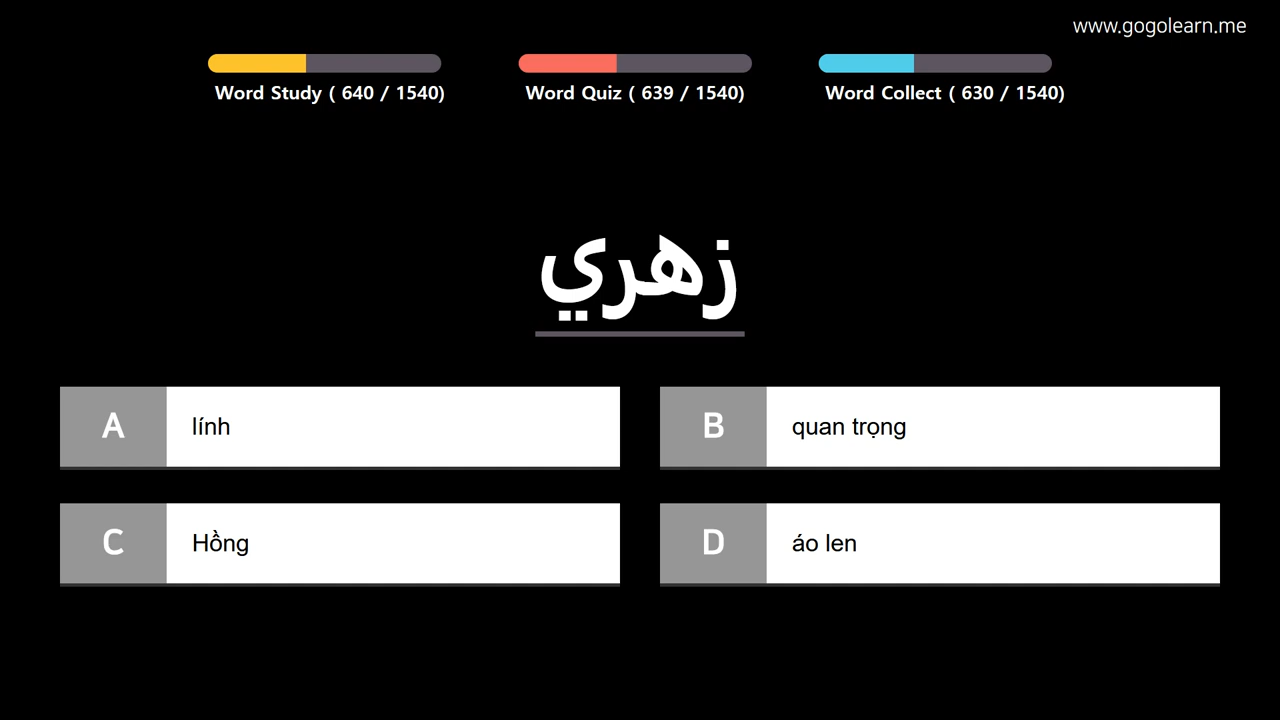 www.gogolearn.me
Word Study ( 640 / 1540)
Word Quiz ( 639 / 1540)
Word Collect ( 630 / 1540)
زهري
A
lính
B
quan trọng
C
Hồng
D
áo len